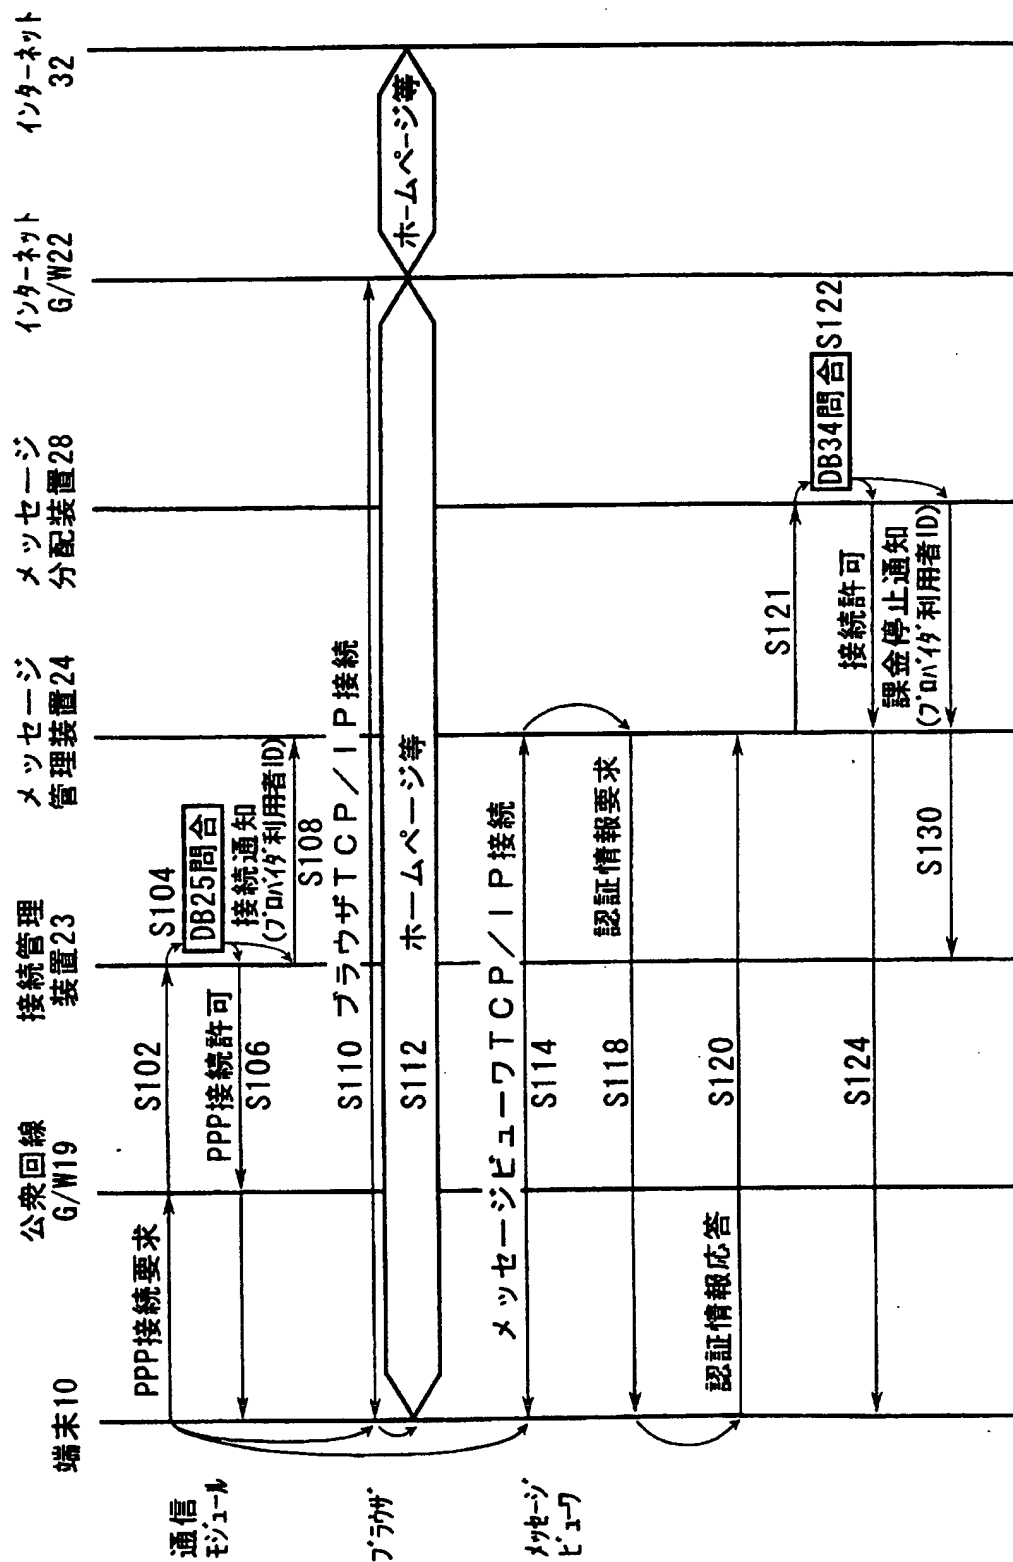 端末10
公衆回線
G/W19
接続管理
装置23
メッセージ
管理装置24
メッセージ
分配装置28
インターネット
G/W22
インターネット
32
通信
モジュール
PPP接続要求
S102
S104
DB25問合
PPP接続許可
S106
接続通知
(プロバイダ利用者ID)
S108
ブラウザ
S110 ブラウザTCP/IP接続
S112
ホームページ等
ホームページ等
メッセージ
ビューワ
メッセージビューワTCP/IP接続
S114
認証情報要求
S118
認証情報応答
S120
S121
DB34問合
S122
接続許可
S124
課金停止通知
(プロバイダ利用者ID)
S130